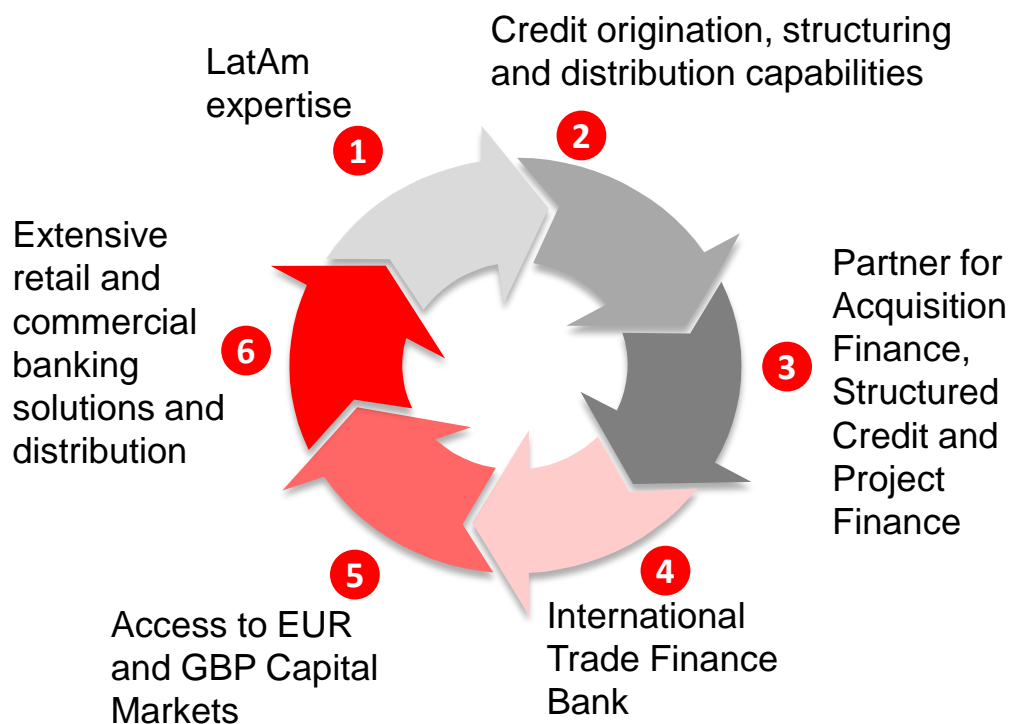 1
LatAm
expertise
2
Credit origination, structuring
and distribution capabilities
3
Partner for
Acquisition
Finance,
Structured
Credit and
Project
Finance
4
International
Trade Finance
Bank
5
Access to EUR
and GBP Capital
Markets
6
Extensive
retail and
commercial
banking
solutions and
distribution